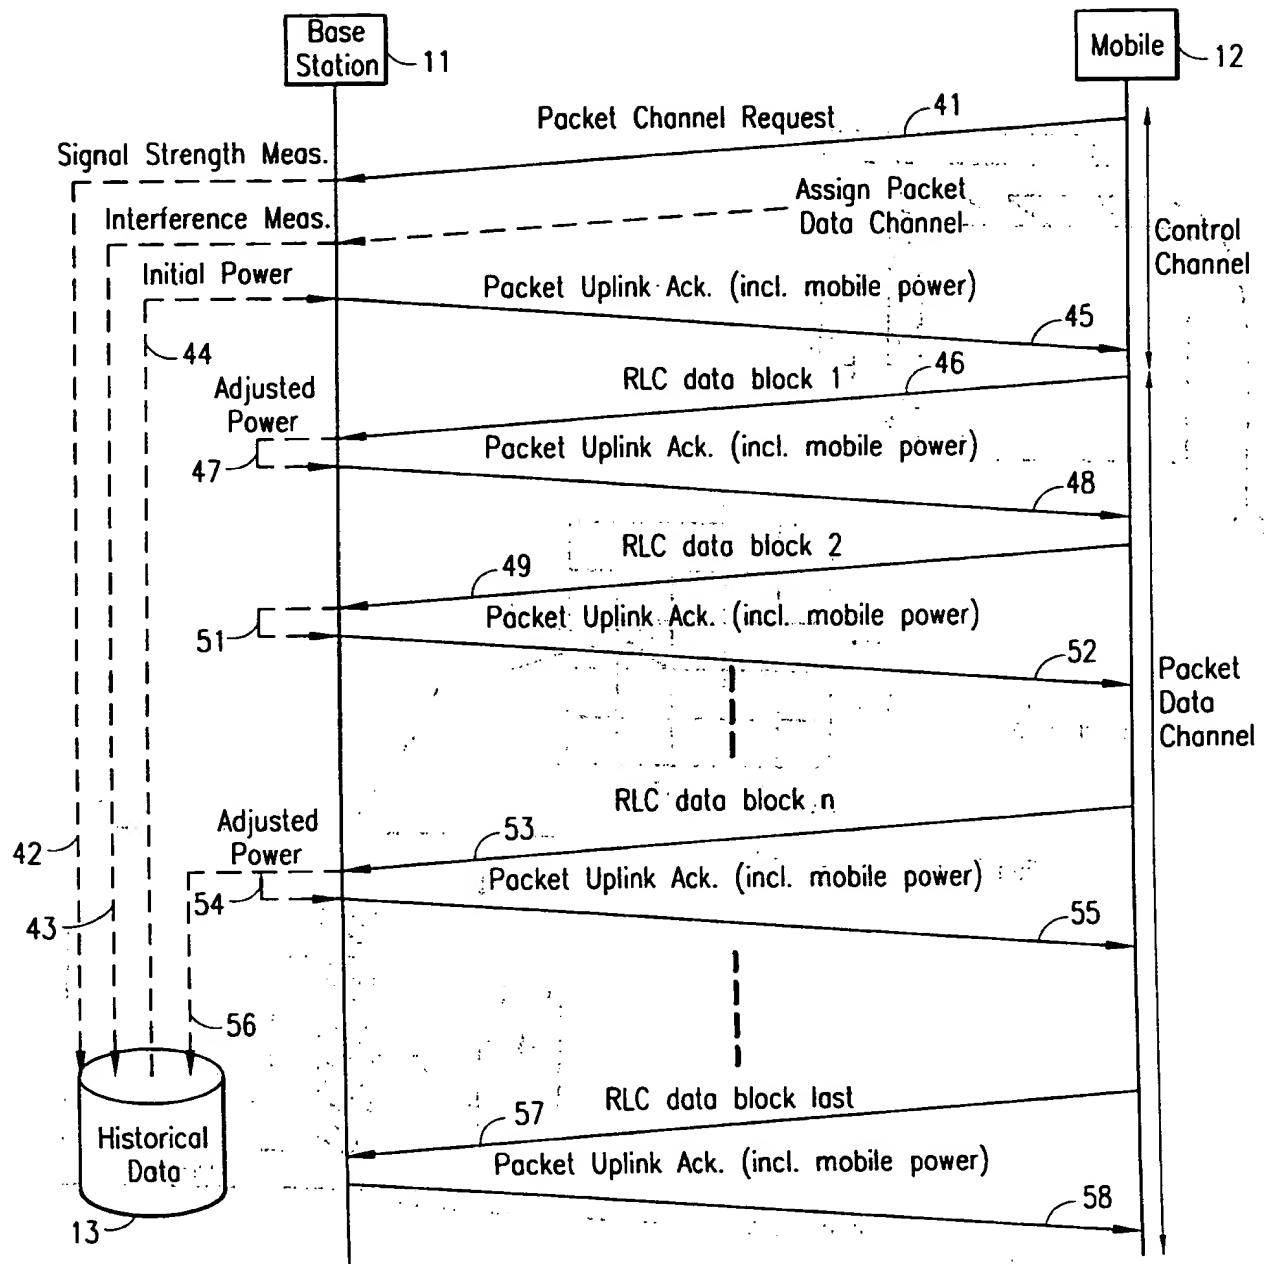 Base
Station
11
Mobile
12
Packet Channel Request
41
Signal Strength Meas.
Assign Packet
Data Channel
Interference Meas.
Control
Channel
Initial Power
Packet Uplink Ack. (incl. mobile power)
45
44
RLC data block 1
46
Adjusted
Power
Packet Uplink Ack. (incl. mobile power)
47
48
RLC data block 2
49
Packet Uplink Ack. (incl. mobile power)
51
52
Packet
Data
Channel
RLC data block n
Adjusted
Power
53
42
Packet Uplink Ack. (incl. mobile power)
54
43
55
56
RLC data block last
57
Historical
Data
Packet Uplink Ack. (incl. mobile power)
58
13